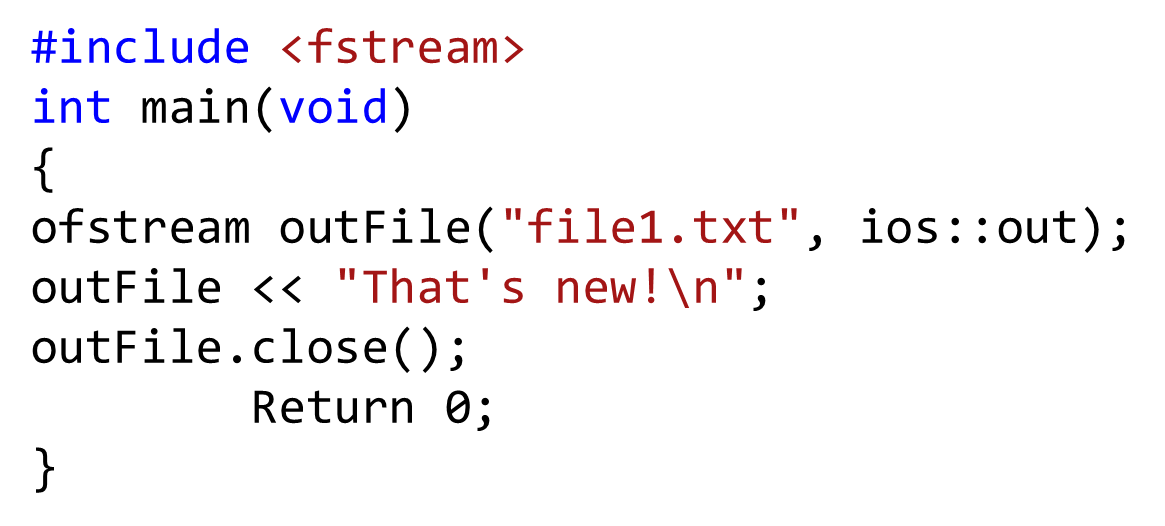 #include <fstream>
int main(void)
{
ofstream outFile("file1.txt", ios::out);
outFile << "That's new!\n";
outFile.close();
        Return 0;
}